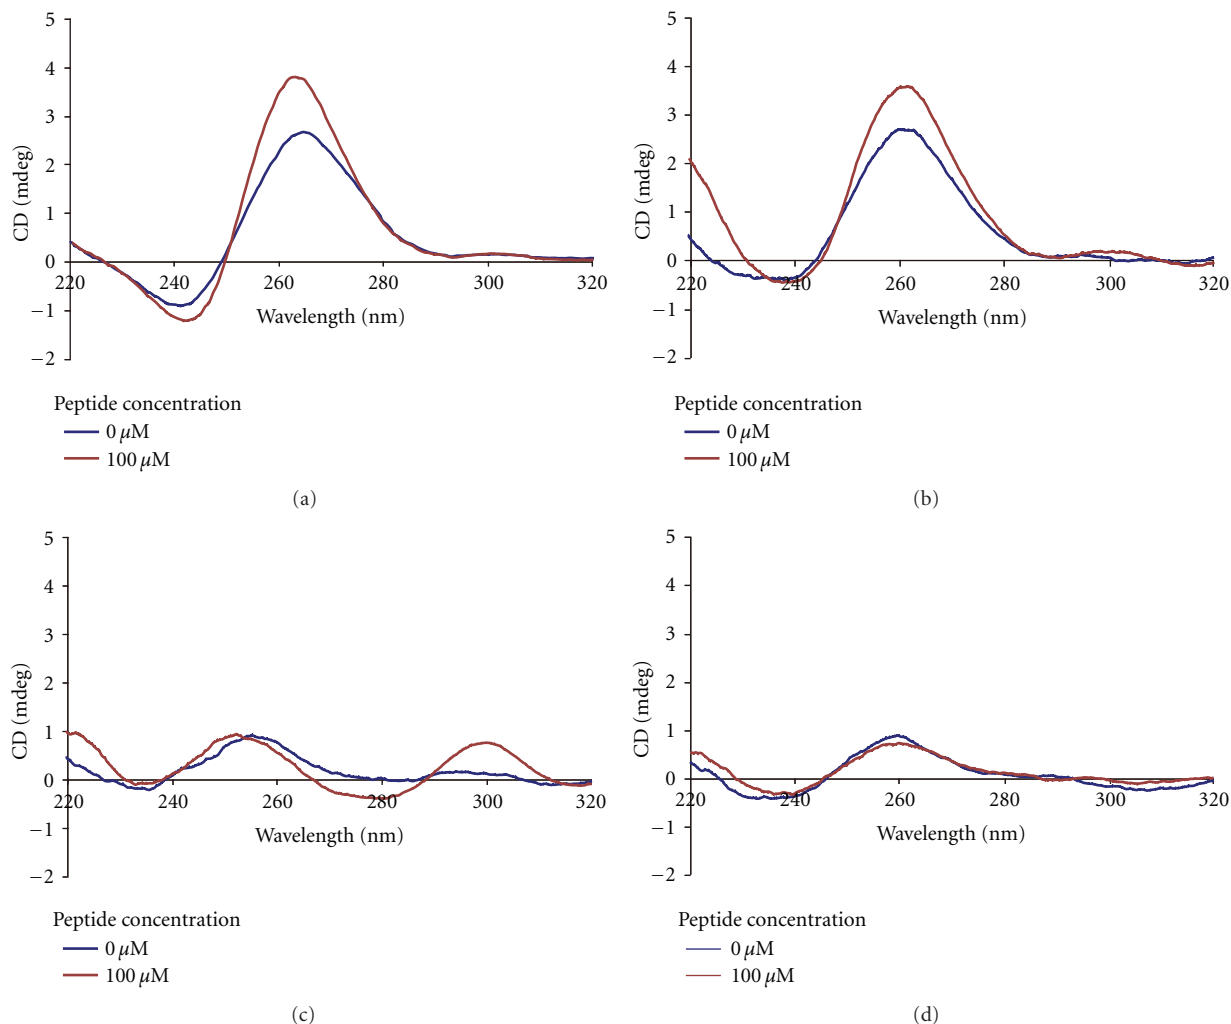 5
4
3
2
1
0
−1
−2
CD (mdeg)
220
240
260
280
300
320
Wavelength (nm)
Peptide concentration
0 μM
100 μM
(a)
5
4
3
2
1
0
−1
−2
CD (mdeg)
220
240
260
280
300
320
Wavelength (nm)
Peptide concentration
0 μM
100 μM
(b)
5
4
3
2
1
0
−1
−2
CD (mdeg)
220
240
260
280
300
320
Wavelength (nm)
Peptide concentration
0 μM
100 μM
(c)
5
4
3
2
1
0
−1
−2
CD (mdeg)
220
240
260
280
300
320
Wavelength (nm)
Peptide concentration
0 μM
100 μM
(d)